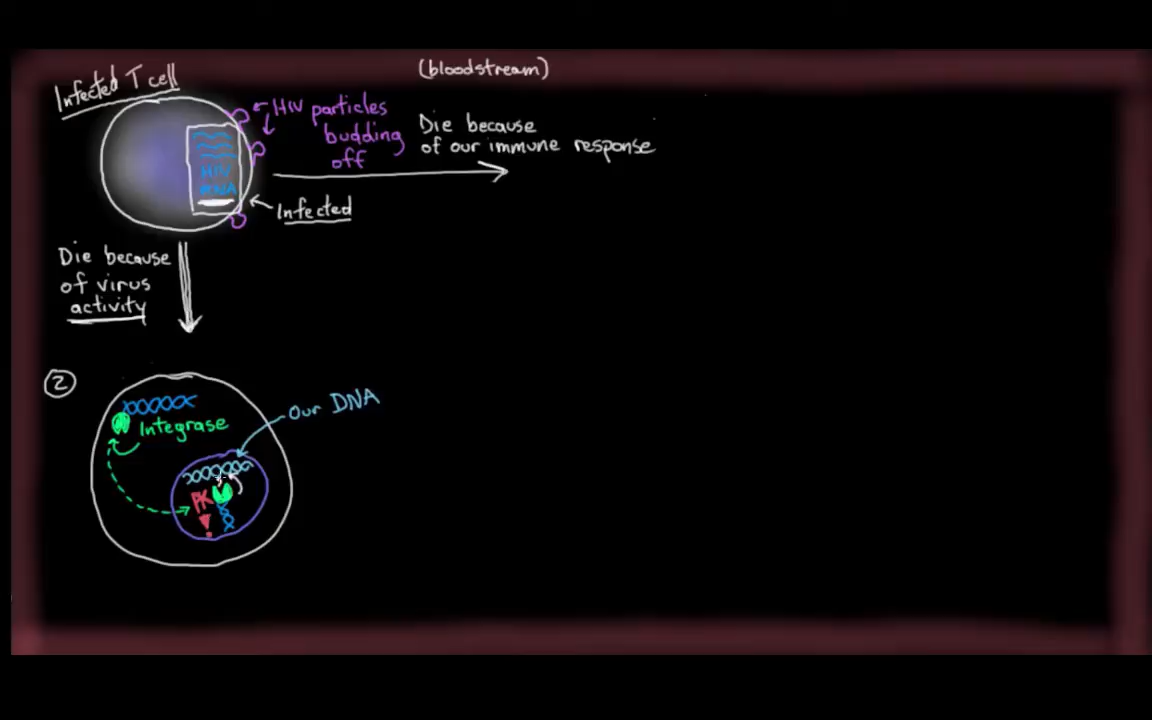 Infected T cell
(bloodstream)
HIV particles
budding
off
Die because
of our immune response
HIV
Infected
Die because
of virus
activity
2
Our DNA
Integrase
PK